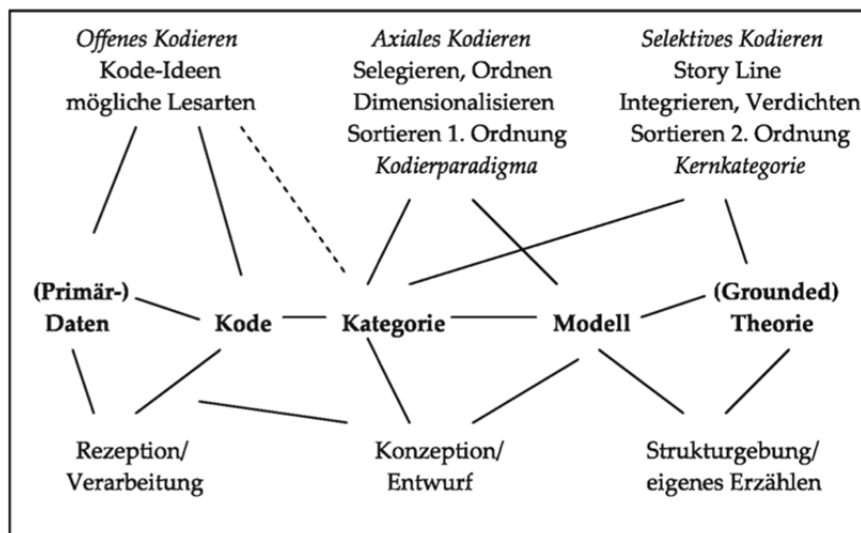 Offenes Kodieren
Kode-Ideen
mögliche Lesarten
Axiales Kodieren
Selegieren, Ordnen
Dimensionalisieren
Sortieren 1. Ordnung
Kodierparadigma
Selektives Kodieren
Story Line
Integrieren, Verdichten
Sortieren 2. Ordnung
Kernkategorie
(Primär-)
Daten
Kode
Kategorie
Modell
(Grounded)
Theorie
Rezeption/
Verarbeitung
Konzeption/
Entwurf
Strukturgebung/
eigenes Erzählen